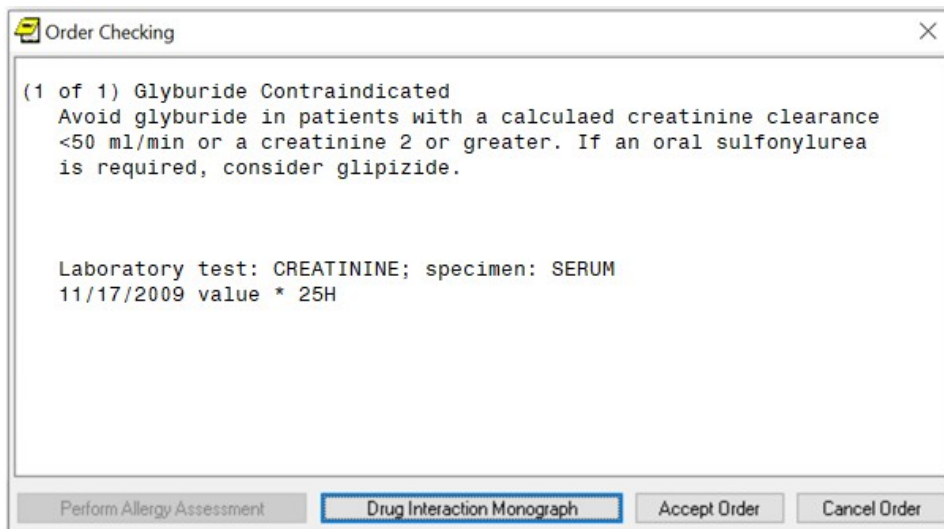 Order Checking
(1 of 1) Glyburide Contraindicated
Avoid glyburide in patients with a calculaed creatinine clearance
<50 ml/min or a creatinine 2 or greater. If an oral sulfonylurea
is required, consider glipizide.
Laboratory test: CREATININE; specimen: SERUM
11/17/2009 value * 25H
Perform Allergy Assessment
Drug Interaction Monograph
Accept Order
Cancel Order